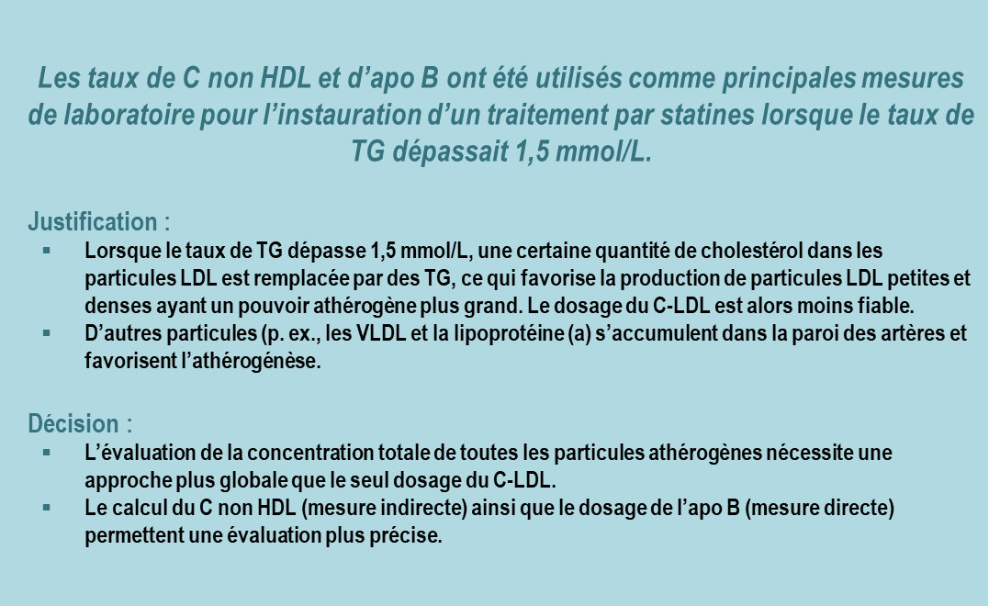 Les taux de C non HDL et d’apo B ont été utilisés comme principales mesures
de laboratoire pour l’instauration d’un traitement par statines lorsque le taux de
TG dépassait 1,5 mmol/L.
Justification :
▪ Lorsque le taux de TG dépasse 1,5 mmol/L, une certaine quantité de cholestérol dans les
particules LDL est remplacée par des TG, ce qui favorise la production de particules LDL petites et
denses ayant un pouvoir athérogène plus grand. Le dosage du C-LDL est alors moins fiable.
▪ D’autres particules (p. ex., les VLDL et la lipoprotéine (a) s’accumulent dans la paroi des artères et
favorisent l’athérogénèse.
Décision :
▪ L’évaluation de la concentration totale de toutes les particules athérogènes nécessite une
approche plus globale que le seul dosage du C-LDL.
▪ Le calcul du C non HDL (mesure indirecte) ainsi que le dosage de l’apo B (mesure directe)
permettent une évaluation plus précise.